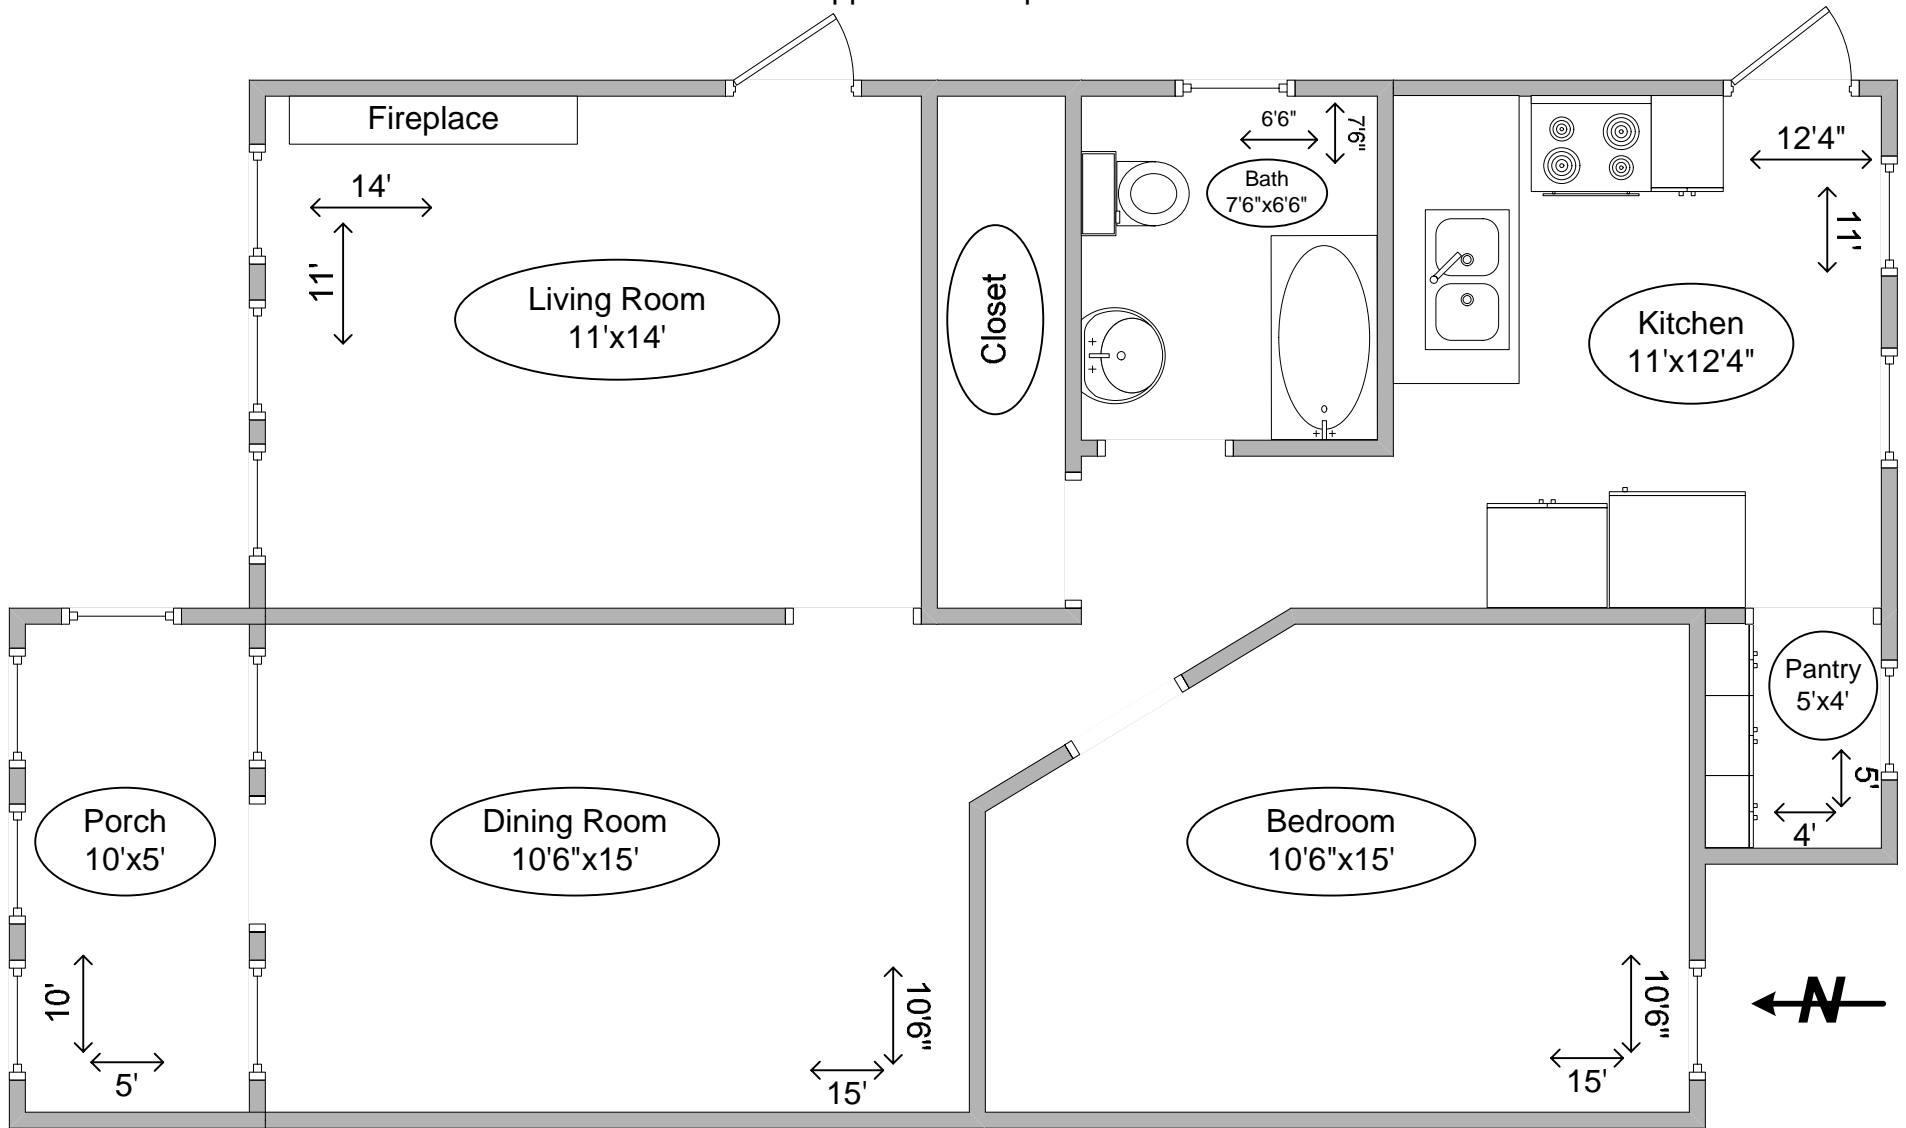 Fireplace
14'
11'
Living Room
11'x14'
Closet
6'6"
7'6"
Bath
7'6"x6'6"
12'4"
11'
Kitchen
11'x12'4"
Pantry
5'x4'
5'
4'
Porch
10'x5'
10'
5'
Dining Room
10'6"x15'
10'6"
15'
Bedroom
10'6"x15'
10'6"
15'
N